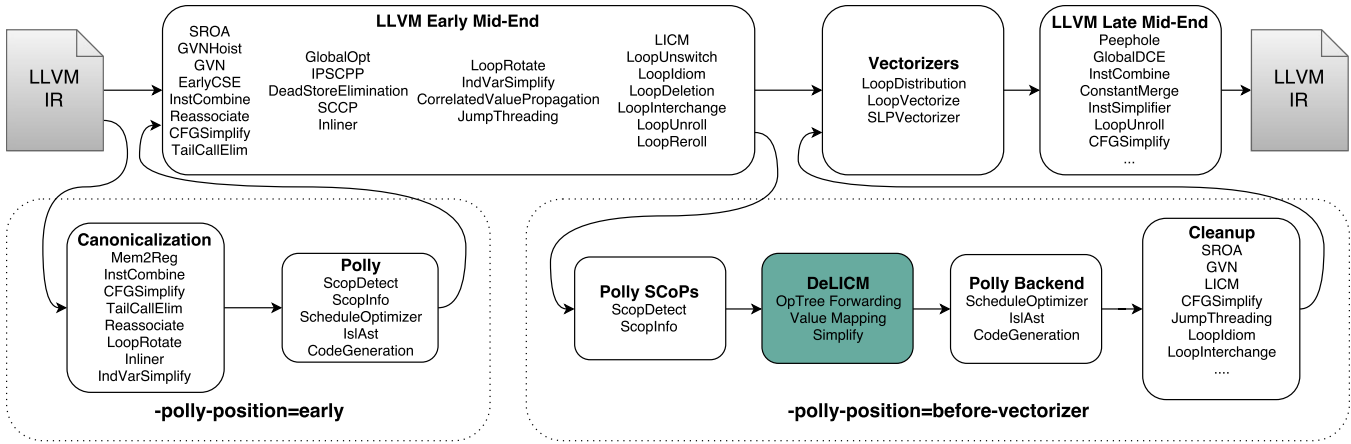 LLVM
IR
LLVM Early Mid-End
SROA
GVNHoist
GVN
EarlyCSE
InstCombine
Reassociate
CFGSimplify
TailCallElim
GlobalOpt
IPSCPP
DeadStoreElimination
SCCP
Inliner
LoopRotate
IndVarSimplify
CorrelatedValuePropagation
JumpThreading
LICM
LoopUnswitch
LoopIdiom
LoopDeletion
LoopInterchange
LoopUnroll
LoopReroll
Vectorizers
LoopDistribution
LoopVectorize
SLPVectorizer
LLVM Late Mid-End
Peephole
GlobalDCE
InstCombine
ConstantMerge
InstSimplifier
LoopUnroll
CFGSimplify
...
LLVM
IR
Canonicalization
Mem2Reg
InstCombine
CFGSimplify
TailCallElim
Reassociate
LoopRotate
Inliner
IndVarSimplify
Polly
ScopDetect
ScopInfo
ScheduleOptimizer
IslAst
CodeGeneration
-polly-position=early
Polly SCoPs
ScopDetect
ScopInfo
DeLICM
OpTree Forwarding
Value Mapping
Simplify
Polly Backend
ScheduleOptimizer
IslAst
CodeGeneration
Cleanup
SROA
GVN
LICM
CFGSimplify
JumpThreading
LoopIdiom
LoopInterchange
....
-polly-position=before-vectorizer